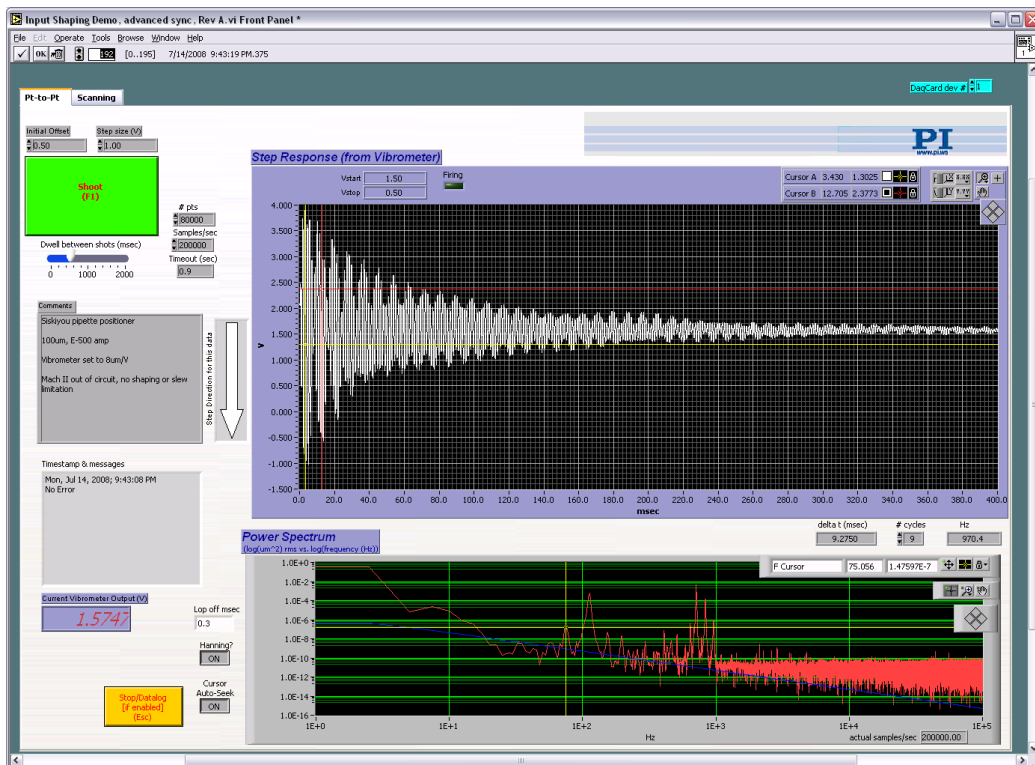 Input Shaping Demo, advanced sync, Rev A.vi Front Panel *
File Edit Operate Tools Browse Window Help
OK 192 [0..195] 7/14/2008 9:43:19 PM.375
DaqCard dev # 1
Pt-to-Pt Scanning
PI
www.pi.ws
Initial Offset Step size (V)
0.50 1.00
Shoot
(F1)
# pts
80000
Samples/sec
200000
Timeout (sec)
0.9
Dwell between shots (msec)
0 1000 2000
Comments
Siskiyou pipette positioner
100um, E-500 amp
Vibrometer set to 8um/V
Mach II out of circuit, no shaping or slew
limitation
Step Direction for this data
Timestamp & messages
Mon, Jul 14, 2008; 9:43:08 PM
No Error
Current Vibrometer Output (V)
1.5747
Lop off msec
0.3
Hanning?
ON
Cursor
Auto-Seek
ON
Stop/Datalog
[if enabled]
(Esc)
Step Response (from Vibrometer)
Vstart 1.50
Vstop 0.50
Firing
Cursor A 3.430 1.3025
Cursor B 12.705 2.3773
4.000
3.500
3.000
2.500
2.000
1.500
1.000
0.500
0.000
-0.500
-1.000
-1.500
V
0.0 20.0 40.0 60.0 80.0 100.0 120.0 140.0 160.0 180.0 200.0 220.0 240.0 260.0 280.0 300.0 320.0 340.0 360.0 380.0 400.0
msec
delta t (msec) # cycles Hz
9.2750 9 970.4
Power Spectrum
(log(um^2) rms vs. log(frequency (Hz))
F Cursor 75.056 1.47597E-7
1.0E+0
1.0E-2
1.0E-4
1.0E-6
1.0E-8
1.0E-10
1.0E-12
1.0E-14
1.0E-16
1E+0 1E+1 1E+2 1E+3 1E+4 1E+5
Hz
actual samples/sec 200000.00